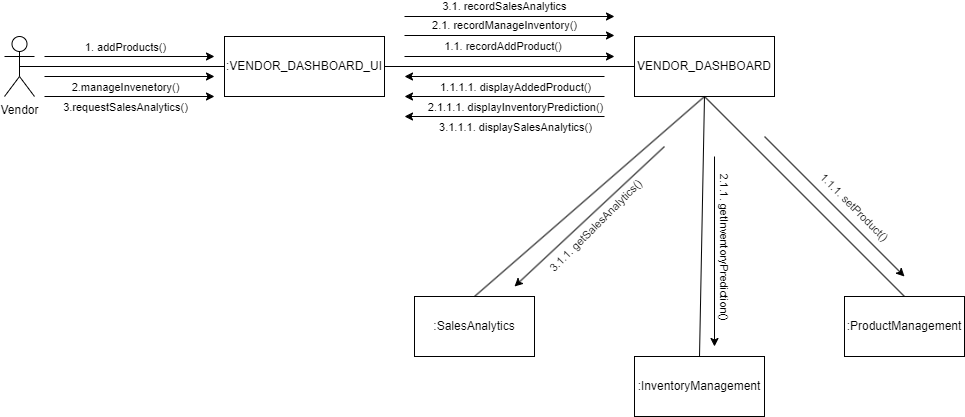 3.1. recordSalesAnalytics
2.1. recordManageInventory()
1. addProducts()
1.1. recordAddProduct()
:VENDOR_DASHBOARD_UI
VENDOR_DASHBOARD
2.manageInvenetory()
1.1.1.1. displayAddedProduct()
Vendor
3.requestSalesAnalytics()
2.1.1.1. displayInventoryPrediction()
3.1.1.1. displaySalesAnalytics()
3.1.1. getSalesAnalytics()
2.1.1. getInventoryPrediction()
1.1.1. setProduct()
:SalesAnalytics
:ProductManagement
:InventoryManagement